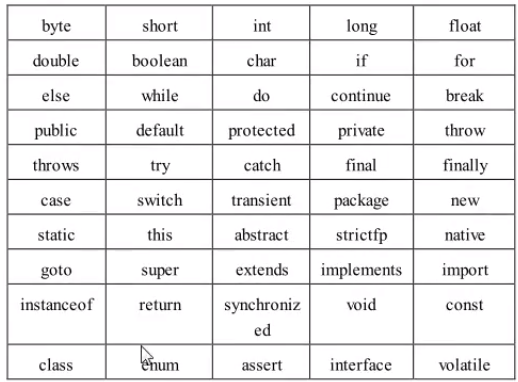 byte short int long float
double boolean char if for
else while do continue break
public default protected private throw
throws try catch final finally
case switch transient package new
static this abstract strictfp native
goto super extends implements import
instanceof return synchroniz void const
ed
class enum assert interface volatile